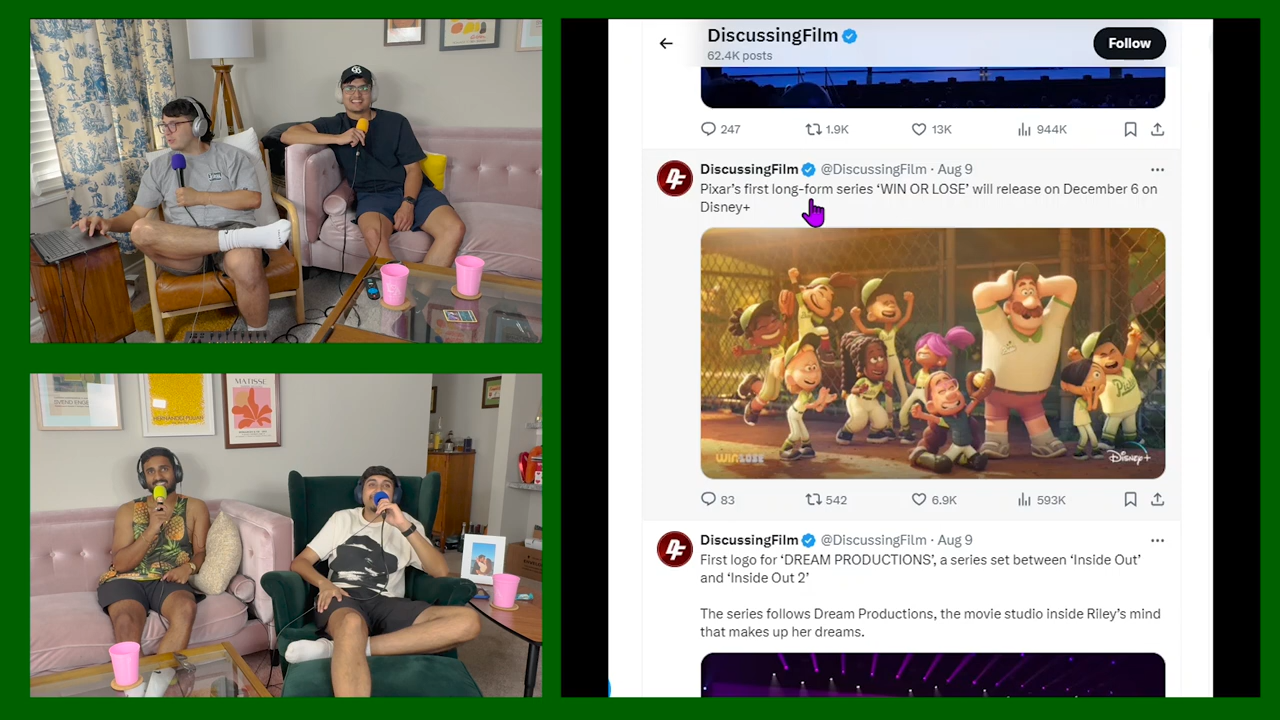 DiscussingFilm
62.4K posts
Follow
247
1.9K
13K
944K
DiscussingFilm @DiscussingFilm · Aug 9
Pixar's first long-form series ‘WIN OR LOSE’ will release on December 6 on
Disney+
WIN OR LOSE
Disney+
83
542
6.9K
593K
DiscussingFilm @DiscussingFilm · Aug 9
First logo for ‘DREAM PRODUCTIONS’, a series set between ‘Inside Out’
and ‘Inside Out 2’
The series follows Dream Productions, the movie studio inside Riley’s mind
that makes up her dreams.
MATISSE